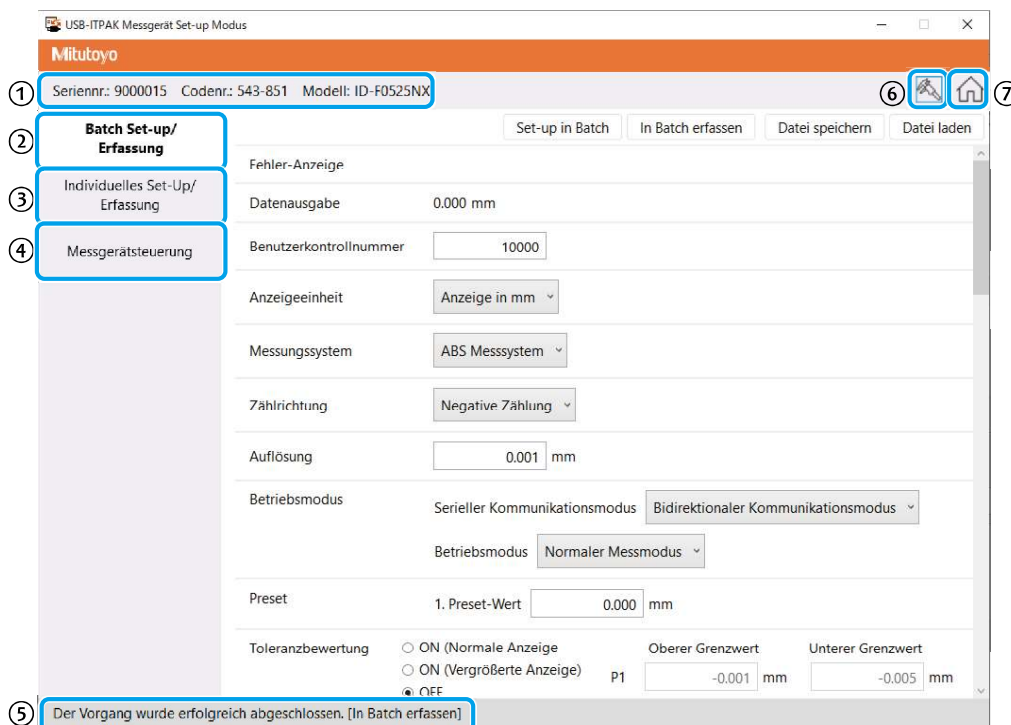 USB-ITPAK Messgerät Set-up Modus
Mitutoyo
① Seriennr.: 9000015 Codenr.: 543-851 Modell: ID-F0525NX ⑥ ⑦
② Batch Set-up/
Erfassung
③ Individuelles Set-Up/
Erfassung
④ Messgerätsteuerung
Set-up in Batch In Batch erfassen Datei speichern Datei laden
Fehler-Anzeige
Datenausgabe 0.000 mm
Benutzerkontrollnummer 10000
Anzeigeeinheit Anzeige in mm
Messungssystem ABS Messsystem
Zählrichtung Negative Zählung
Auflösung 0.001 mm
Betriebsmodus Serieller Kommunikationsmodus Bidirektionaler Kommunikationsmodus
Betriebsmodus Normaler Messmodus
Preset 1. Preset-Wert 0.000 mm
Toleranzbewertung ON (Normale Anzeige Oberer Grenzwert Unterer Grenzwert
ON (Vergrößerte Anzeige) P1 -0.001 mm -0.005 mm
OFF
⑤ Der Vorgang wurde erfolgreich abgeschlossen. [In Batch erfassen]